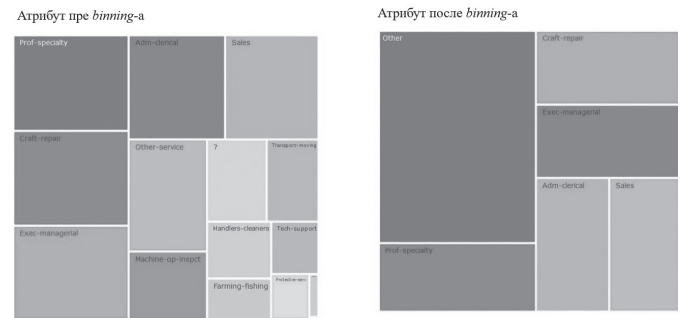 Атрибут пре binning-а
Prof-specialty
Adm-clerical
Sales
Craft-repair
Other-service
?
Transport-moving
Handlers-cleaners
Tech-support
Exec-managerial
Machine-op-inspct
Farming-fishing
Protective-serv
Атрибут после binning-а
Other
Craft-repair
Exec-managerial
Adm-clerical
Sales
Prof-specialty